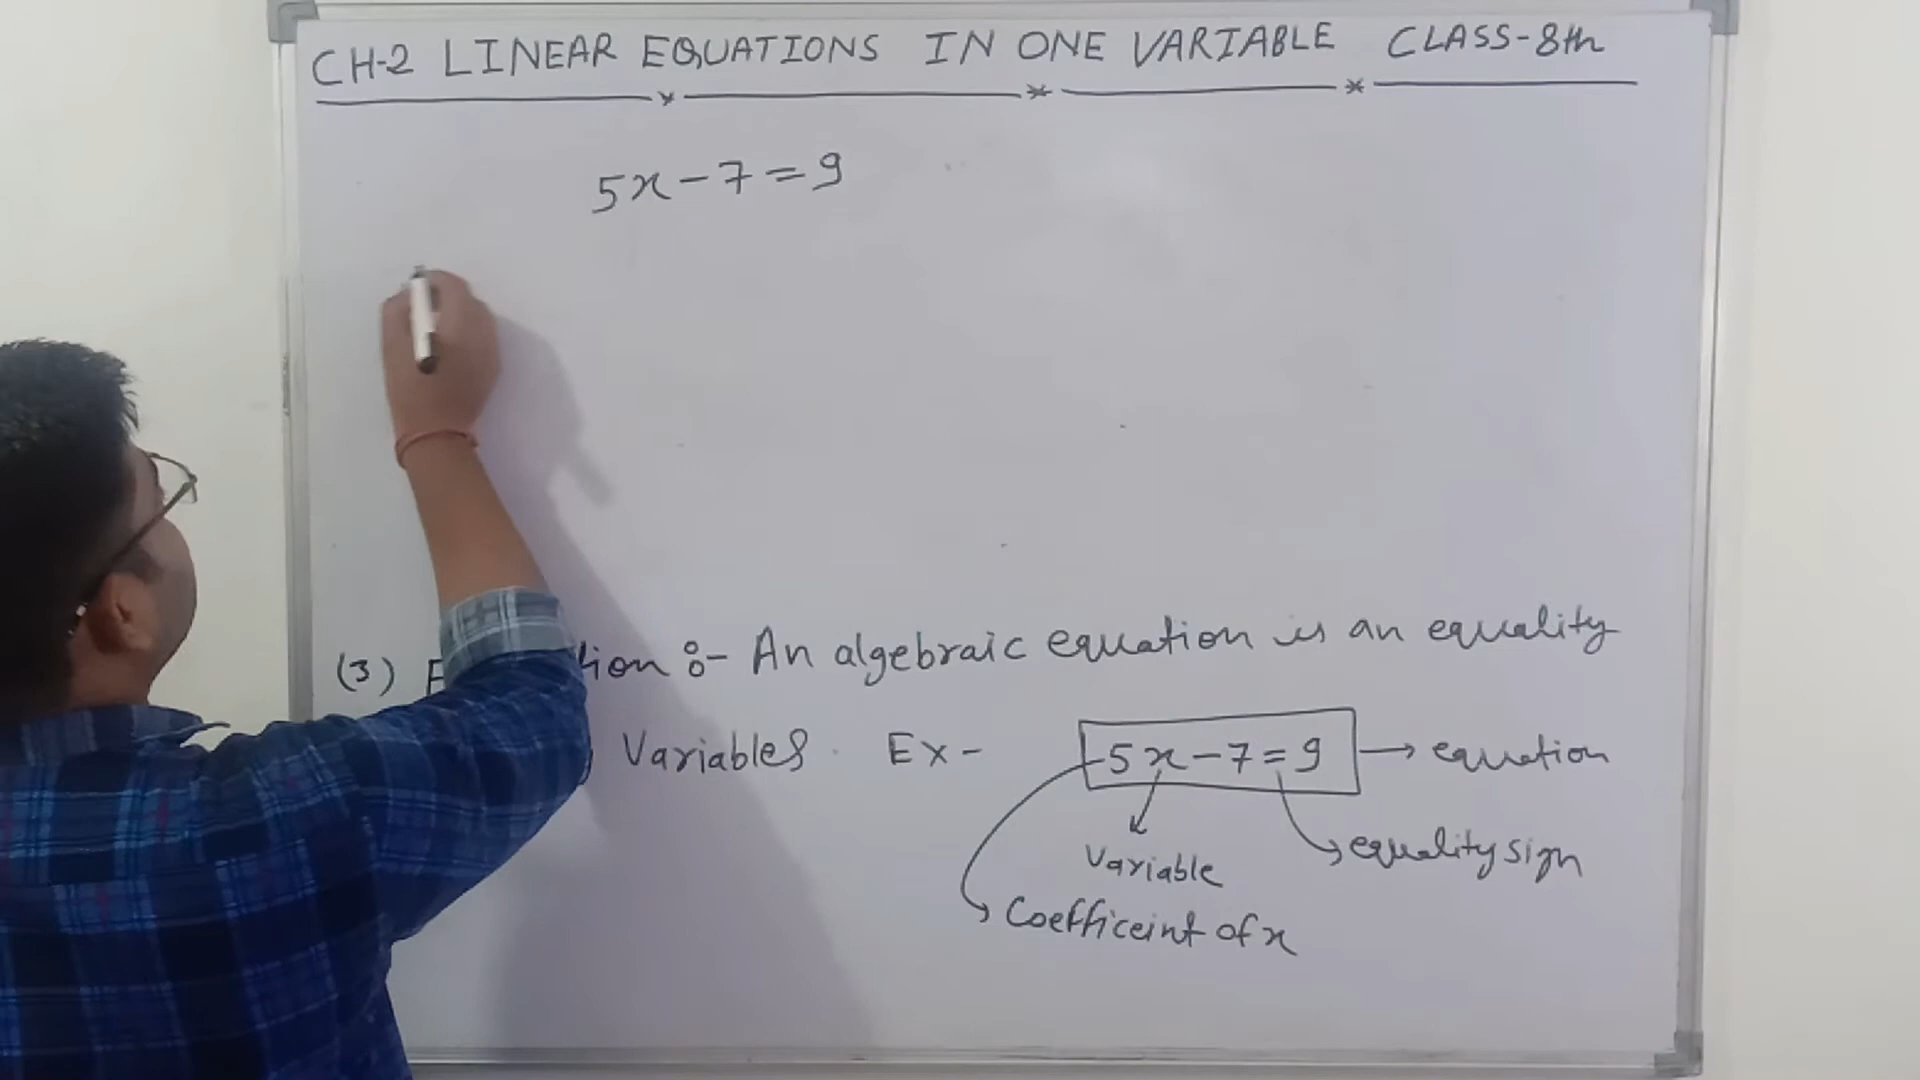 CH-2 LINEAR EQUATIONS IN ONE VARIABLE CLASS-8th
5x-7=9
(3) :- An algebraic equation is an equality
Variables. Ex- 5x-7=9 → equation
Variable
equality sign
Coefficeint of x